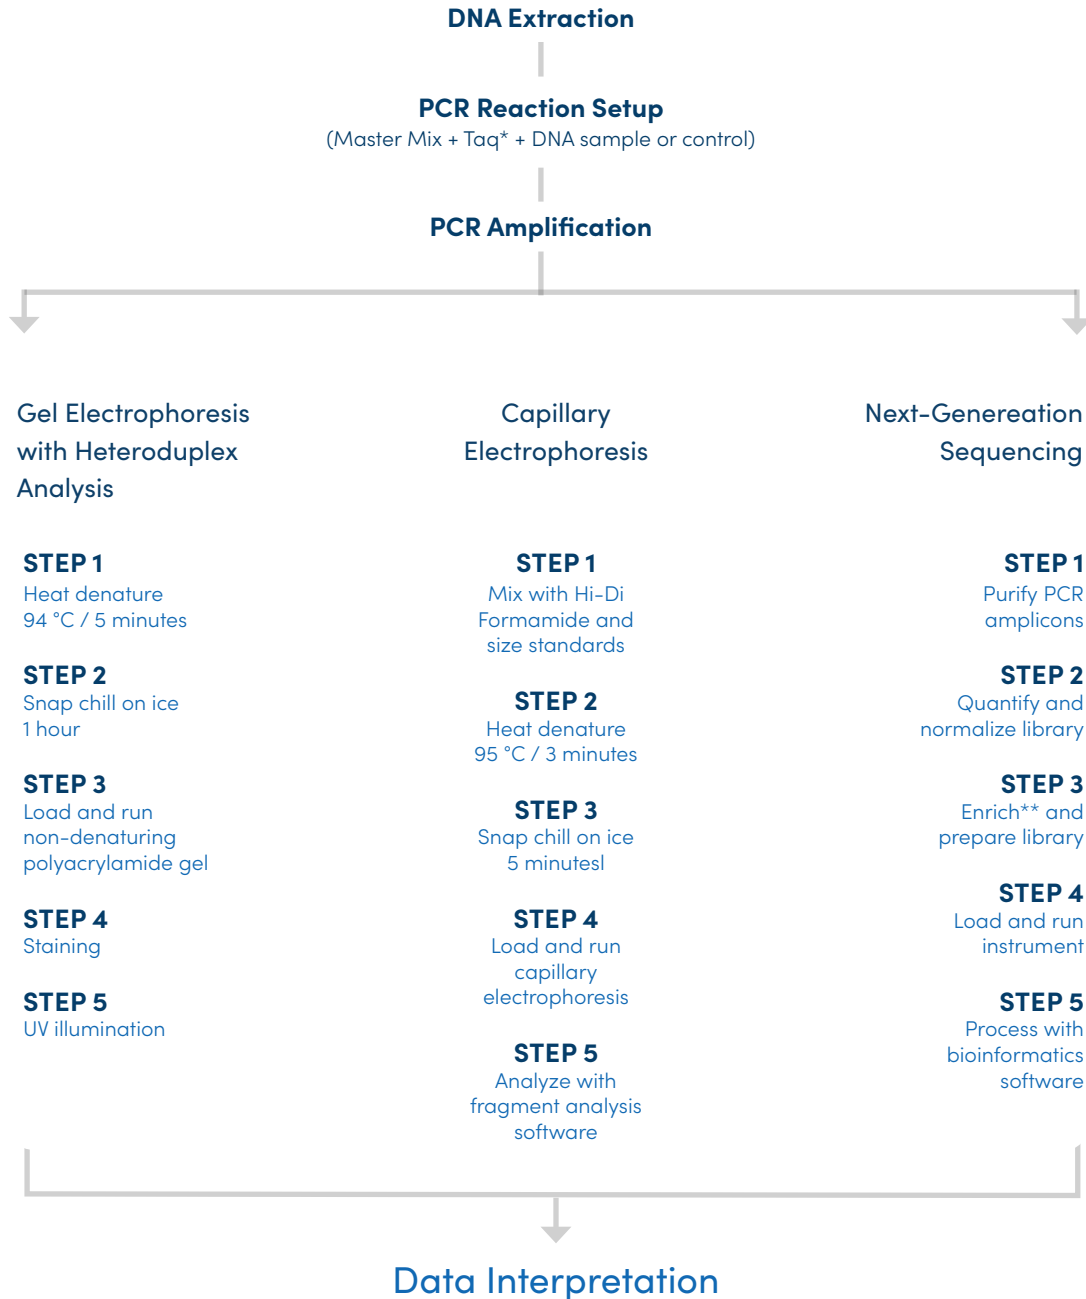 DNA Extraction
PCR Reaction Setup
(Master Mix + Taq* + DNA sample or control)
PCR Amplification
Gel Electrophoresis
with Heteroduplex
Analysis
STEP 1
Heat denature
94 °C / 5 minutes
STEP 2
Snap chill on ice
1 hour
STEP 3
Load and run
non-denaturing
polyacrylamide gel
STEP 4
Staining
STEP 5
UV illumination
Capillary
Electrophoresis
STEP 1
Mix with Hi-Di
Formamide and
size standards
STEP 2
Heat denature
95 °C / 3 minutes
STEP 3
Snap chill on ice
5 minutesl
STEP 4
Load and run
capillary
electrophoresis
STEP 5
Analyze with
fragment analysis
software
Next-Genereation
Sequencing
STEP 1
Purify PCR
amplicons
STEP 2
Quantify and
normalize library
STEP 3
Enrich** and
prepare library
STEP 4
Load and run
instrument
STEP 5
Process with
bioinformatics
software
Data Interpretation